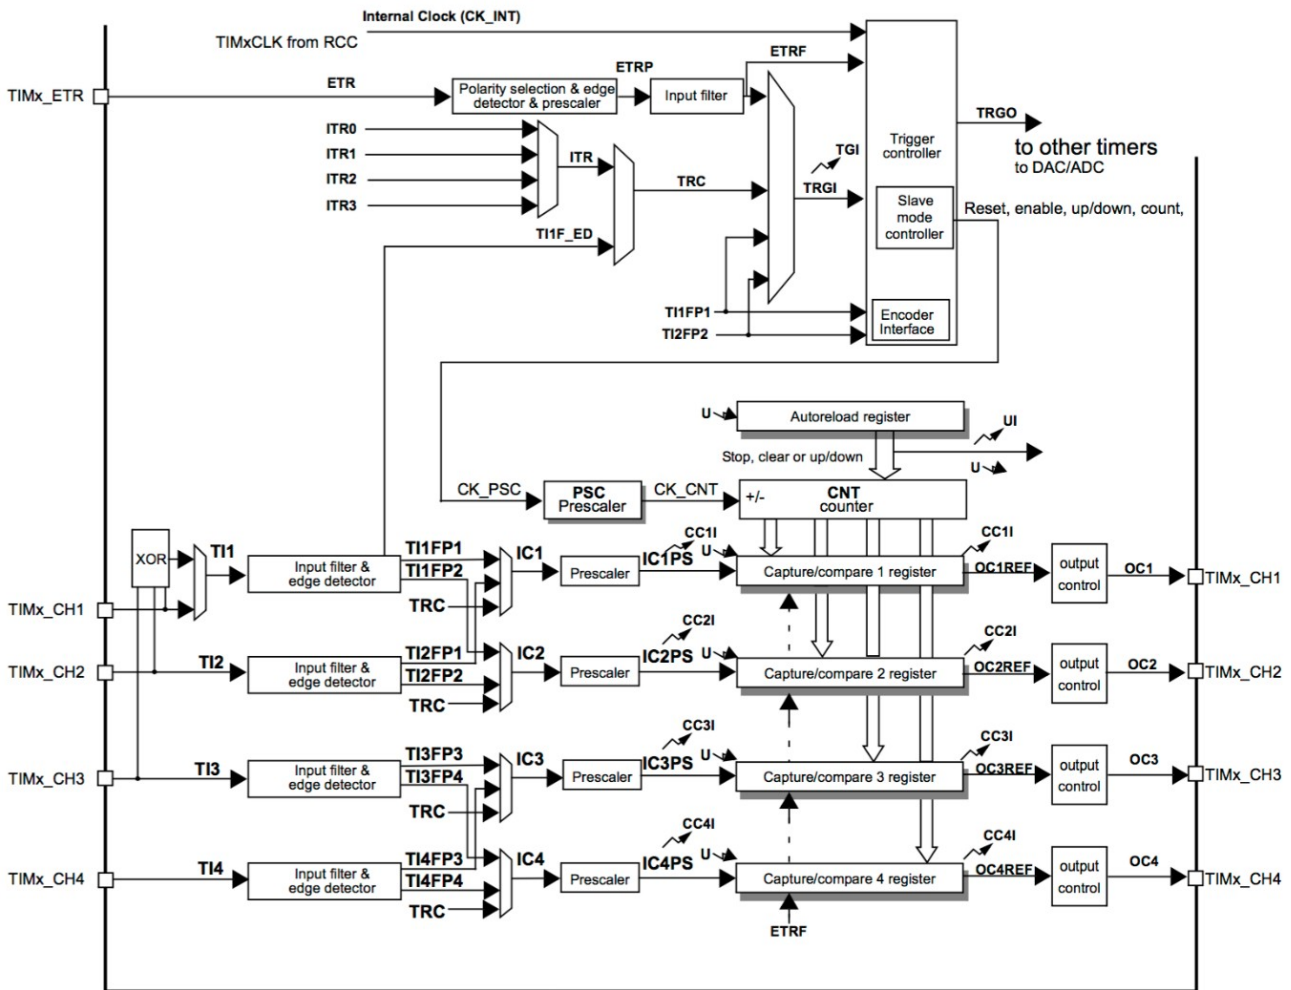 Internal Clock (CK_INT)
TIMxCLK from RCC
ETRF
TIMx_ETR
ETR
Polarity selection & edge
detector & prescaler
ETRP
Input filter
ITR0
ITR1
ITR2
ITR3
ITR
TI1F_ED
TRC
TGI
TRGI
Trigger
controller
TRGO
to other timers
to DAC/ADC
Slave
mode
controller
Reset, enable, up/down, count,
TI1FP1
TI2FP2
Encoder
Interface
U
Autoreload register
UI
Stop, clear or up/down
U
CK_PSC
PSC
Prescaler
CK_CNT
+/-
CNT
counter
XOR
TI1
Input filter &
edge detector
TI1FP1
TI1FP2
TRC
IC1
Prescaler
CC1I
IC1PS
U
Capture/compare 1 register
CC1I
OC1REF
output
control
OC1
TIMx_CH1
TIMx_CH1
TIMx_CH2
TI2
Input filter &
edge detector
TI2FP1
TI2FP2
TRC
IC2
Prescaler
CC2I
IC2PS
U
Capture/compare 2 register
CC2I
OC2REF
output
control
OC2
TIMx_CH2
TIMx_CH3
TI3
Input filter &
edge detector
TI3FP3
TI3FP4
TRC
IC3
Prescaler
CC3I
IC3PS
U
Capture/compare 3 register
CC3I
OC3REF
output
control
OC3
TIMx_CH3
TIMx_CH4
TI4
Input filter &
edge detector
TI4FP3
TI4FP4
TRC
IC4
Prescaler
CC4I
IC4PS
U
Capture/compare 4 register
CC4I
OC4REF
output
control
OC4
TIMx_CH4
ETRF